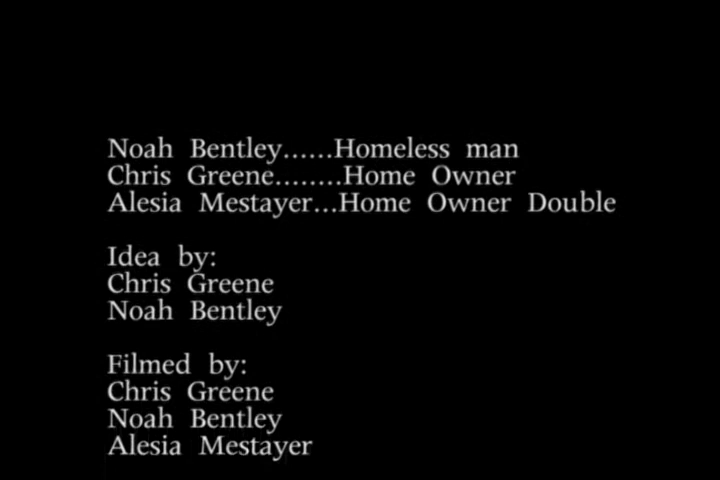 Noah Bentley......Homeless man
Chris Greene........Home Owner
Alesia Mestayer...Home Owner Double
Idea by:
Chris Greene
Noah Bentley
Filmed by:
Chris Greene
Noah Bentley
Alesia Mestayer